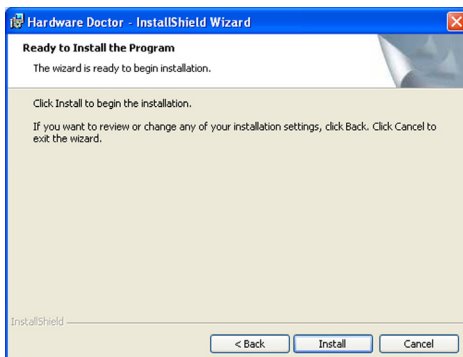 Hardware Doctor - InstallShield Wizard
Ready to Install the Program
The wizard is ready to begin installation.
Click Install to begin the installation.
If you want to review or change any of your installation settings, click Back. Click Cancel to
exit the wizard.
InstallShield
< Back Install Cancel